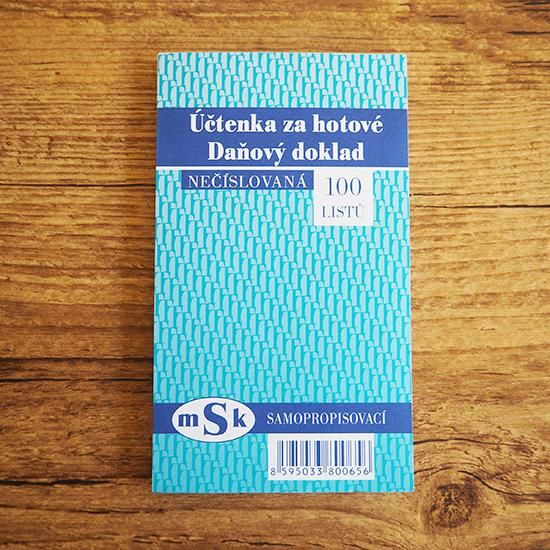 Účtenka za hotové
Daňový doklad
NEČÍSLOVANÁ
100
LISTŮ
mSk
SAMOPROPISOVACÍ
8 595033 800656